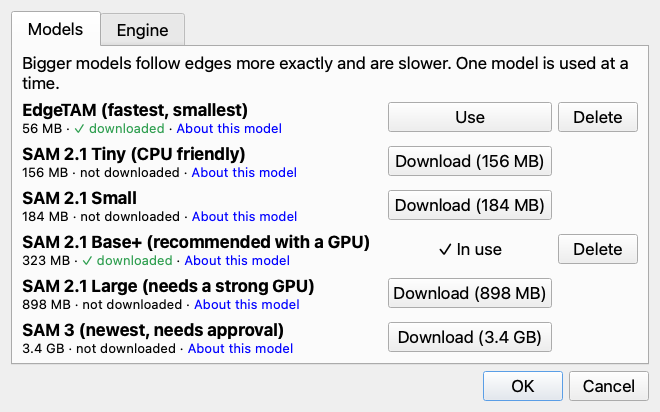 Models
Engine
Bigger models follow edges more exactly and are slower. One model is used at a
time.
EdgeTAM (fastest, smallest)
56 MB · ✓ downloaded · About this model
Use
Delete
SAM 2.1 Tiny (CPU friendly)
156 MB · not downloaded · About this model
Download (156 MB)
SAM 2.1 Small
184 MB · not downloaded · About this model
Download (184 MB)
SAM 2.1 Base+ (recommended with a GPU)
323 MB · ✓ downloaded · About this model
✓ In use
Delete
SAM 2.1 Large (needs a strong GPU)
898 MB · not downloaded · About this model
Download (898 MB)
SAM 3 (newest, needs approval)
3.4 GB · not downloaded · About this model
Download (3.4 GB)
OK
Cancel